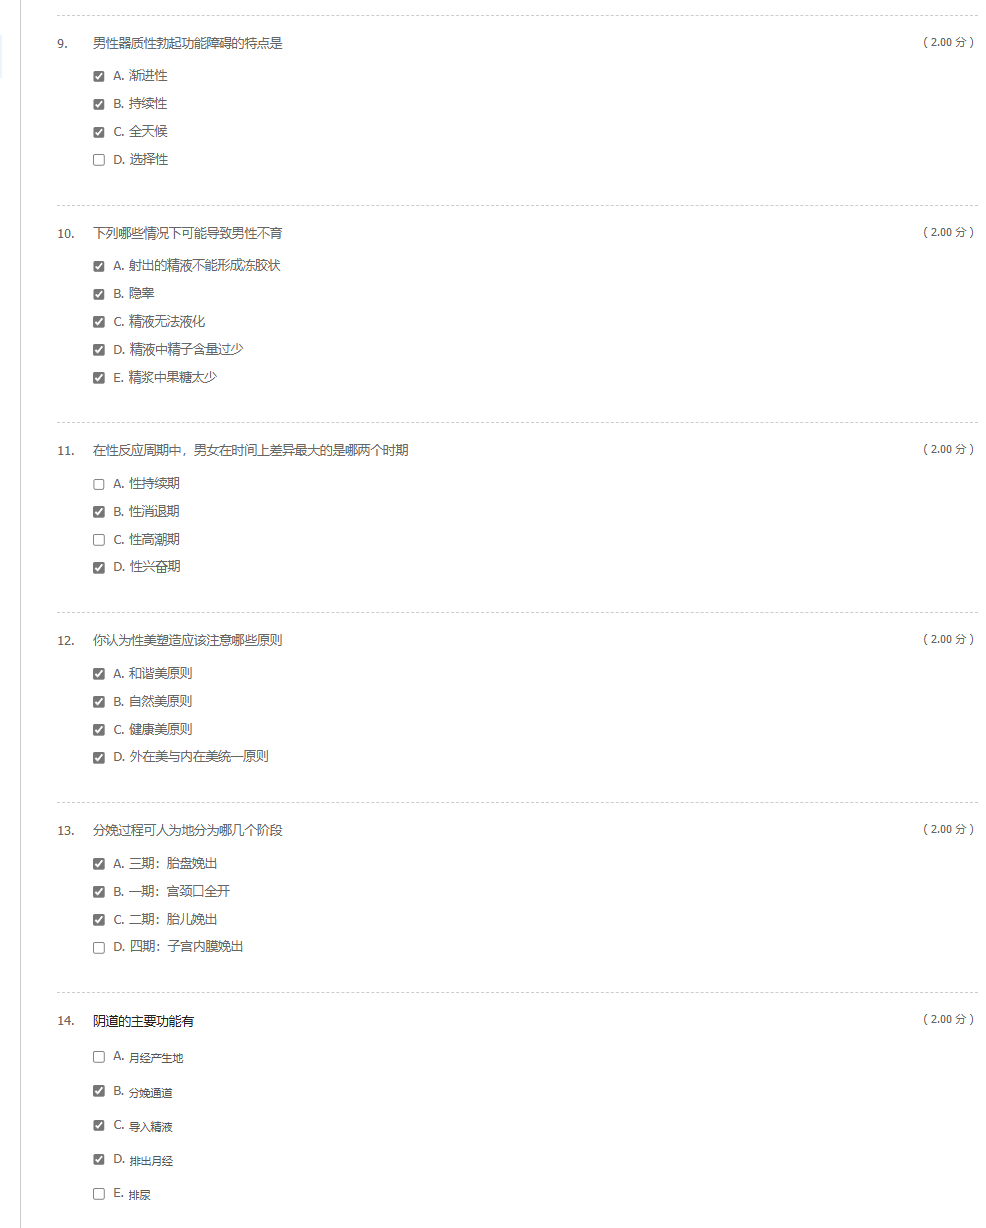 9. 男性器质性勃起功能障碍的特点是 ( 2.00 分 )
A. 渐进性
B. 持续性
C. 全天候
D. 选择性
10. 下列哪些情况下可能导致男性不育 ( 2.00 分 )
A. 射出的精液不能形成冻胶状
B. 隐睾
C. 精液无法液化
D. 精液中精子含量过少
E. 精浆中果糖太少
11. 在性反应周期中，男女在时间上差异最大的是哪两个时期 ( 2.00 分 )
A. 性持续期
B. 性消退期
C. 性高潮期
D. 性兴奋期
12. 你认为性美塑造应该注意哪些原则 ( 2.00 分 )
A. 和谐美原则
B. 自然美原则
C. 健康美原则
D. 外在美与内在美统一原则
13. 分娩过程可人为地分为哪几个阶段 ( 2.00 分 )
A. 三期：胎盘娩出
B. 一期：宫颈口全开
C. 二期：胎儿娩出
D. 四期：子宫内膜娩出
14. 阴道的主要功能有 ( 2.00 分 )
A. 月经产生地
B. 分娩通道
C. 导入精液
D. 排出月经
E. 排尿